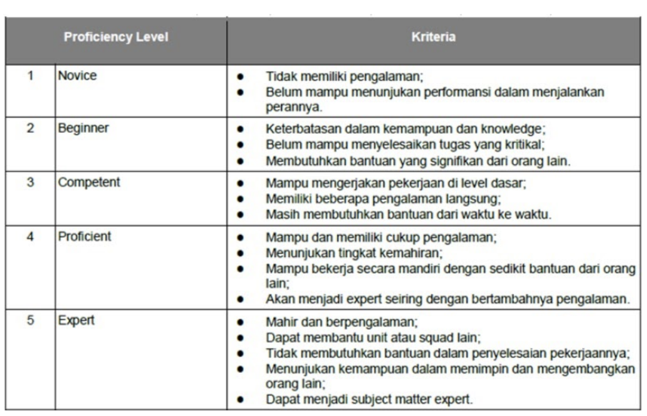 Proficiency Level Kriteria
1 Novice
● Tidak memiliki pengalaman;
● Belum mampu menunjukan performansi dalam menjalankan
perannya.
2 Beginner
● Keterbatasan dalam kemampuan dan knowledge;
● Belum mampu menyelesaikan tugas yang kritikal;
● Membutuhkan bantuan yang signifikan dari orang lain.
3 Competent
● Mampu mengerjakan pekerjaan di level dasar;
● Memiliki beberapa pengalaman langsung;
● Masih membutuhkan bantuan dari waktu ke waktu.
4 Proficient
● Mampu dan memiliki cukup pengalaman;
● Menunjukan tingkat kemahiran;
● Mampu bekerja secara mandiri dengan sedikit bantuan dari orang
lain;
● Akan menjadi expert seiring dengan bertambahnya pengalaman.
5 Expert
● Mahir dan berpengalaman;
● Dapat membantu unit atau squad lain;
● Tidak membutuhkan bantuan dalam penyelesaian pekerjaannya;
● Menunjukan kemampuan dalam memimpin dan mengembangkan
orang lain;
● Dapat menjadi subject matter expert.